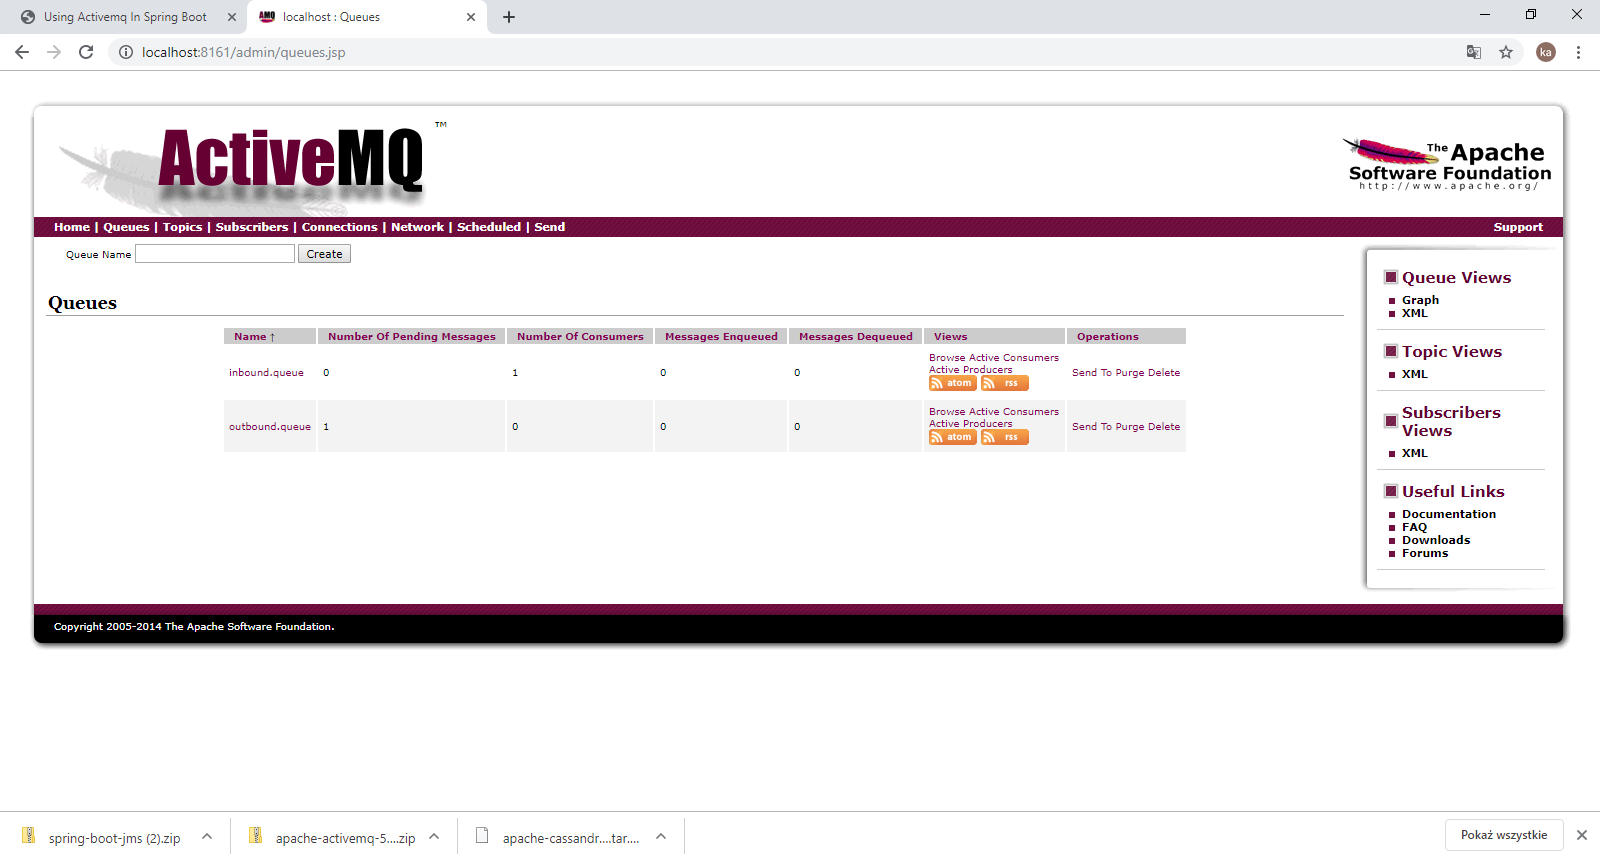 Using Activemq In Spring Boot
localhost : Queues
localhost:8161/admin/queues.jsp
ka
ActiveMQ ™
The Apache
Software Foundation
http://www.apache.org/
Home | Queues | Topics | Subscribers | Connections | Network | Scheduled | Send
Support
Queue Name
Create
Queues
Name ↑ Number Of Pending Messages Number Of Consumers Messages Enqueued Messages Dequeued Views Operations
inbound.queue 0 1 0 0 Browse Active Consumers
Active Producers
atom rss
Send To Purge Delete
outbound.queue 1 0 0 0 Browse Active Consumers
Active Producers
atom rss
Send To Purge Delete
Queue Views
Graph
XML
Topic Views
XML
Subscribers
Views
XML
Useful Links
Documentation
FAQ
Downloads
Forums
Copyright 2005-2014 The Apache Software Foundation.
spring-boot-jms (2).zip
apache-activemq-5....zip
apache-cassandr....tar....
Pokaż wszystkie